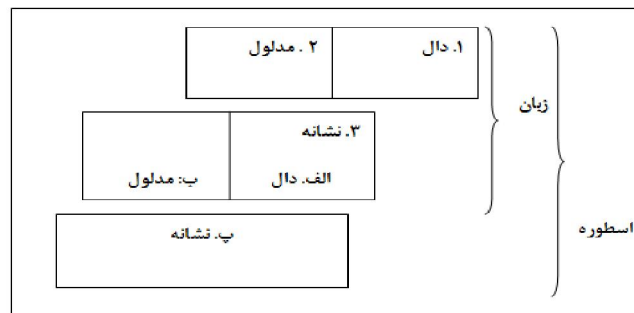 ۱. دال
۲. مدلول
زبان
۳. نشانه
الف. دال
ب: مدلول
پ. نشانه
اسطوره